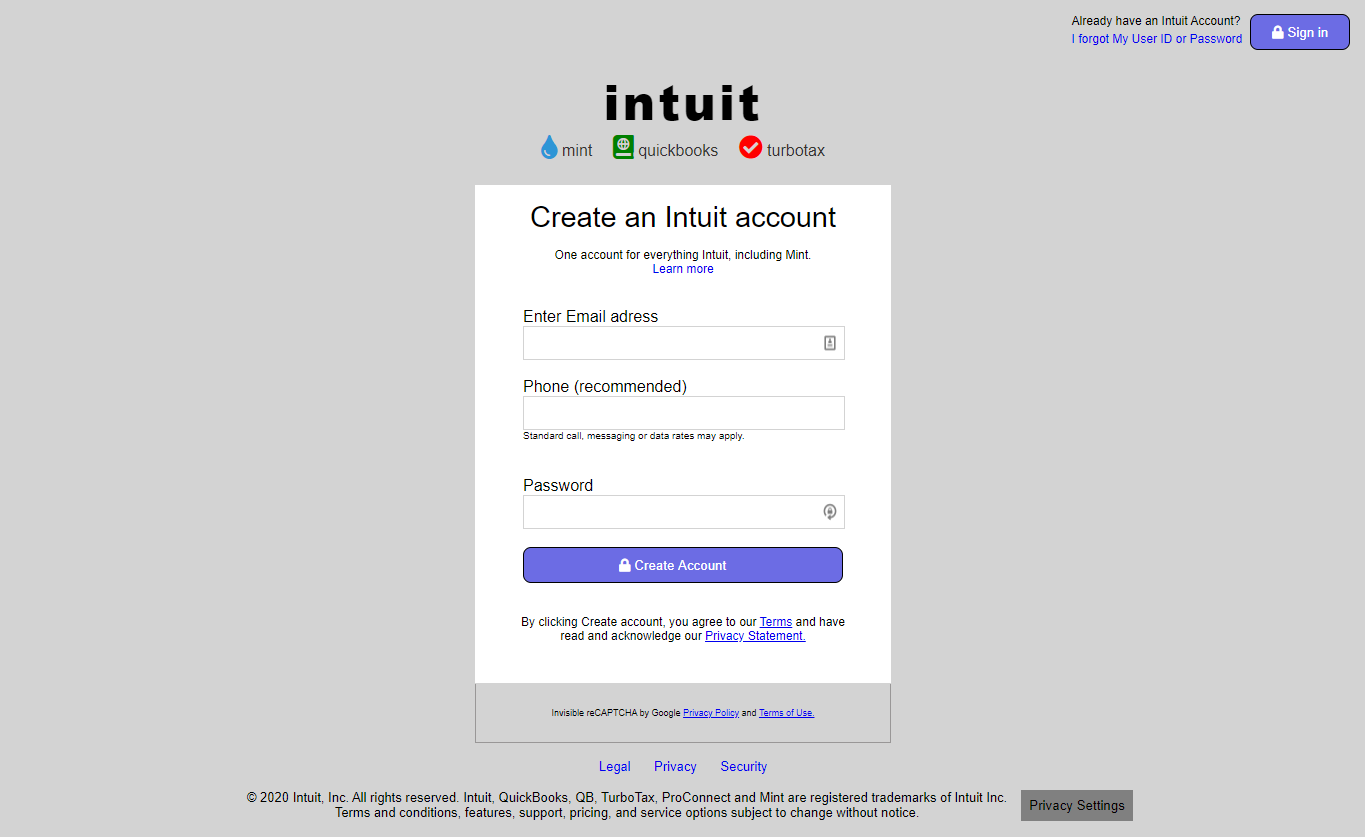 Already have an Intuit Account?
I forgot My User ID or Password
Sign in
intuit
mint quickbooks turbotax
Create an Intuit account
One account for everything Intuit, including Mint.
Learn more
Enter Email adress
Phone (recommended)
Standard call, messaging or data rates may apply.
Password
Create Account
By clicking Create account, you agree to our Terms and have
read and acknowledge our Privacy Statement.
Invisible reCAPTCHA by Google Privacy Policy and Terms of Use.
Legal Privacy Security
© 2020 Intuit, Inc. All rights reserved. Intuit, QuickBooks, QB, TurboTax, ProConnect and Mint are registered trademarks of Intuit Inc.
Terms and conditions, features, support, pricing, and service options subject to change without notice.
Privacy Settings